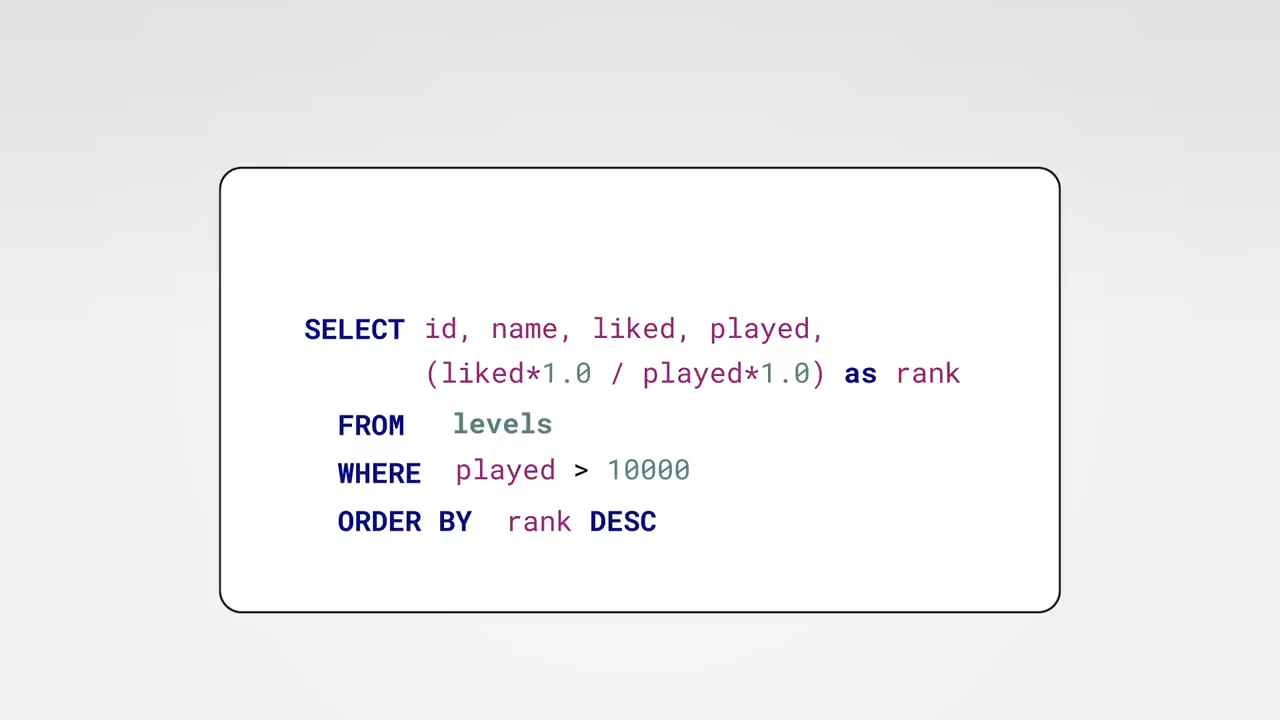 SELECT id, name, liked, played,
(liked*1.0 / played*1.0) as rank
FROM levels
WHERE played > 10000
ORDER BY rank DESC